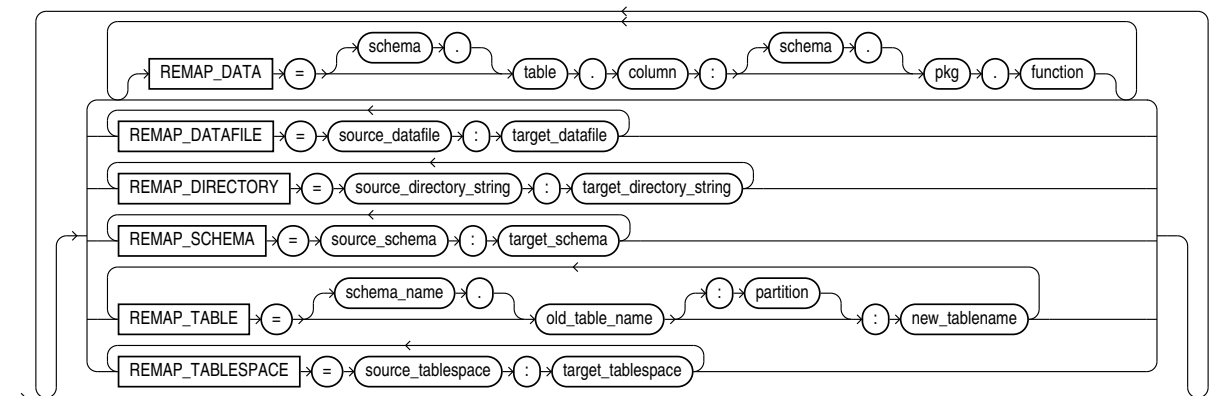 schema . schema .
REMAP_DATA = table . column : pkg . function
REMAP_DATAFILE = source_datafile : target_datafile
REMAP_DIRECTORY = source_directory_string : target_directory_string
REMAP_SCHEMA = source_schema : target_schema
schema_name . : partition
REMAP_TABLE = old_table_name : new_tablename
REMAP_TABLESPACE = source_tablespace : target_tablespace